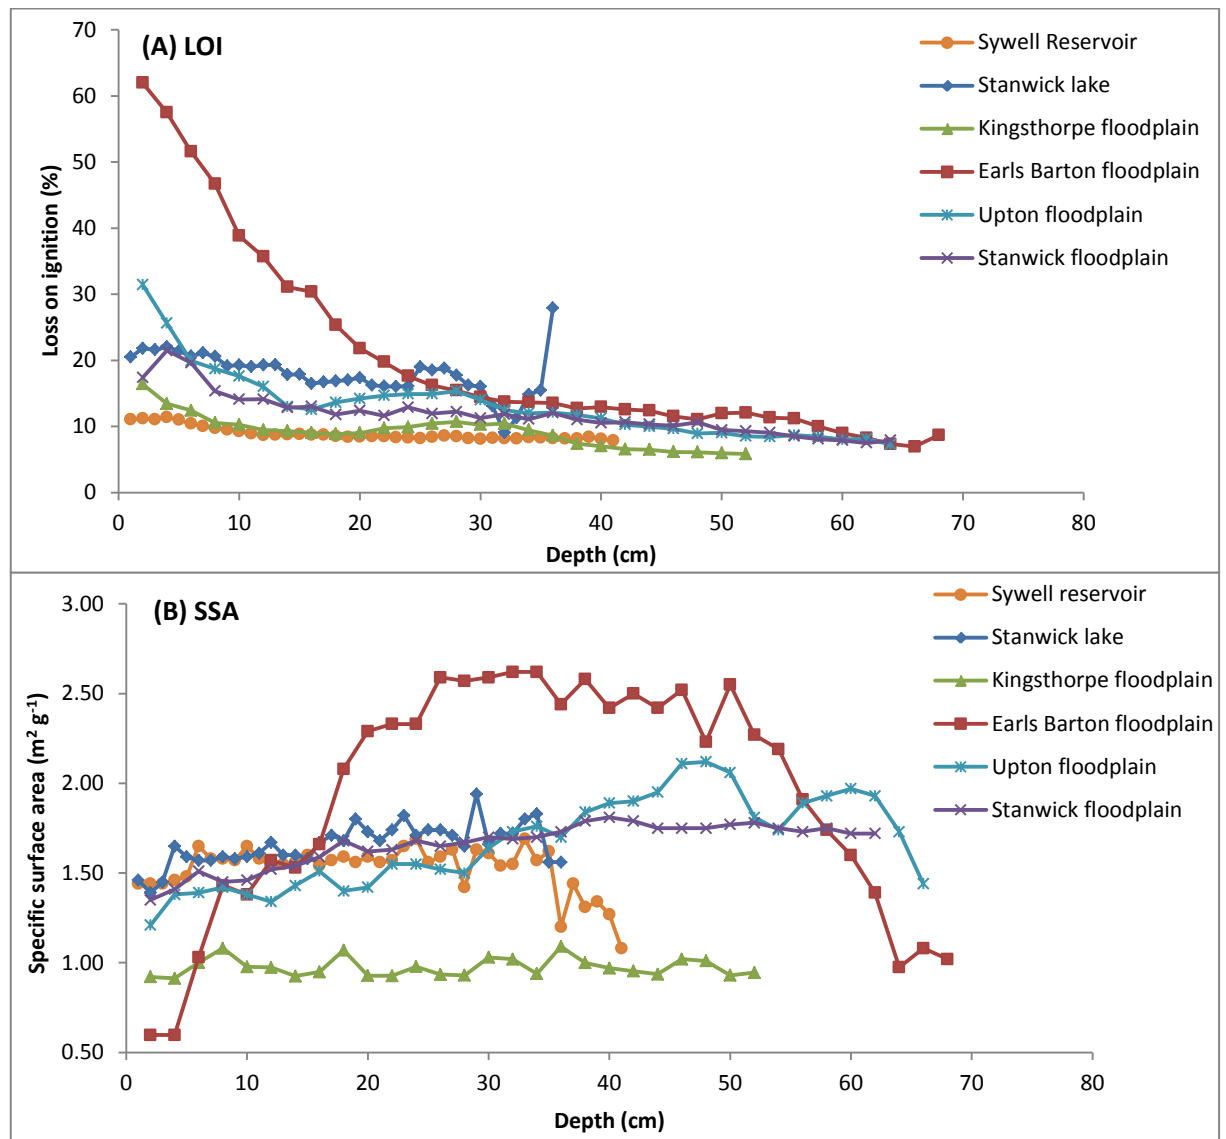 (A) LOI
70
60
50
40
30
20
10
0
Loss on ignition (%)
0 10 20 30 40 50 60 70 80
Depth (cm)
Sywell Reservoir
Stanwick lake
Kingsthorpe floodplain
Earls Barton floodplain
Upton floodplain
Stanwick floodplain
(B) SSA
3.00
2.50
2.00
1.50
1.00
0.50
Specific surface area (m² g⁻¹)
0 10 20 30 40 50 60 70 80
Depth (cm)
Sywell reservoir
Stanwick lake
Kingsthorpe floodplain
Earls Barton floodplain
Upton floodplain
Stanwick floodplain